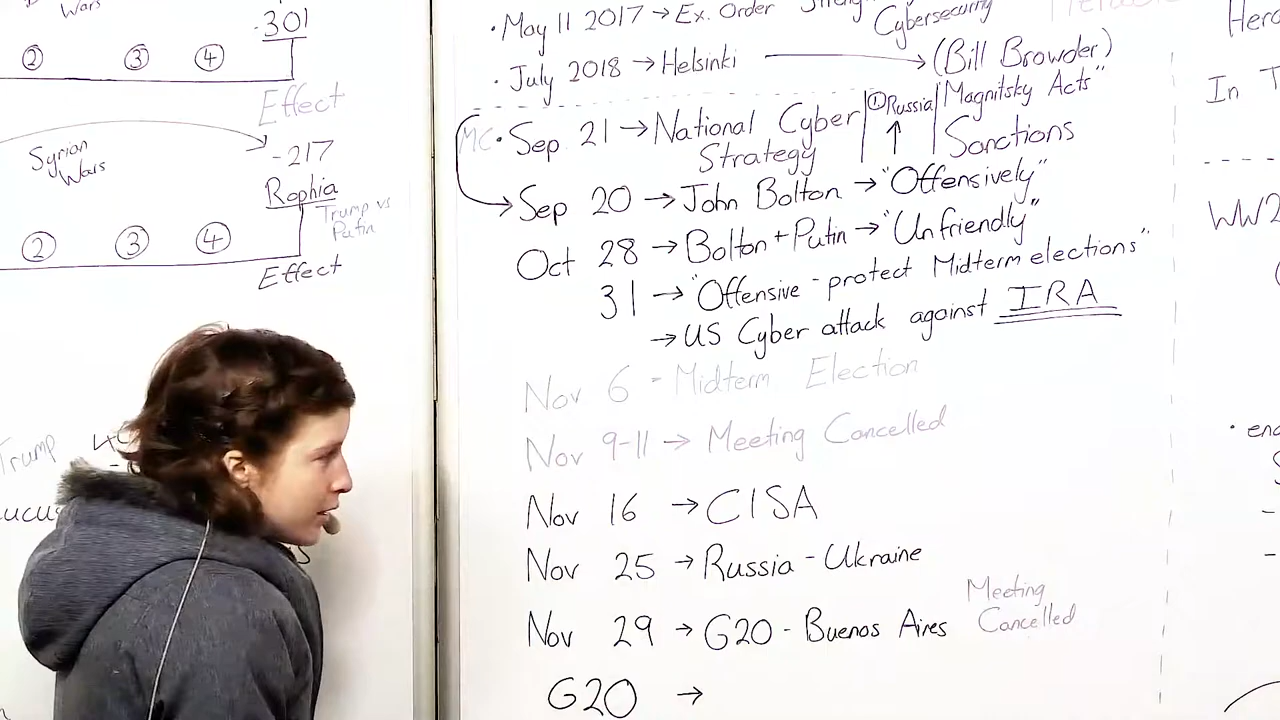 Wars
-301
② ③ ④
Effect
Syrian
Wars
-217
Raphia
Trump vs
Putin
② ③ ④
Effect
Trump
• May 11 2017 → Ex. Order
Cybersecurity
• July 2018 → Helsinki → (Bill Browder)
MC • Sep 21 → National Cyber Strategy
① Russia ↑
Magnitsky Acts"
Sanctions
Sep 20 → John Bolton → "Offensively"
Oct 28 → Bolton + Putin → "Unfriendly"
31 → "Offensive - protect Midterm elections"
→ US Cyber attack against IRA
Nov 6 - Midterm Election
Nov 9-11 → Meeting Cancelled
Nov 16 → CISA
Nov 25 → Russia - Ukraine
Nov 29 → G20 - Buenos Aires
Meeting
Cancelled
G20 →
In T
WW2